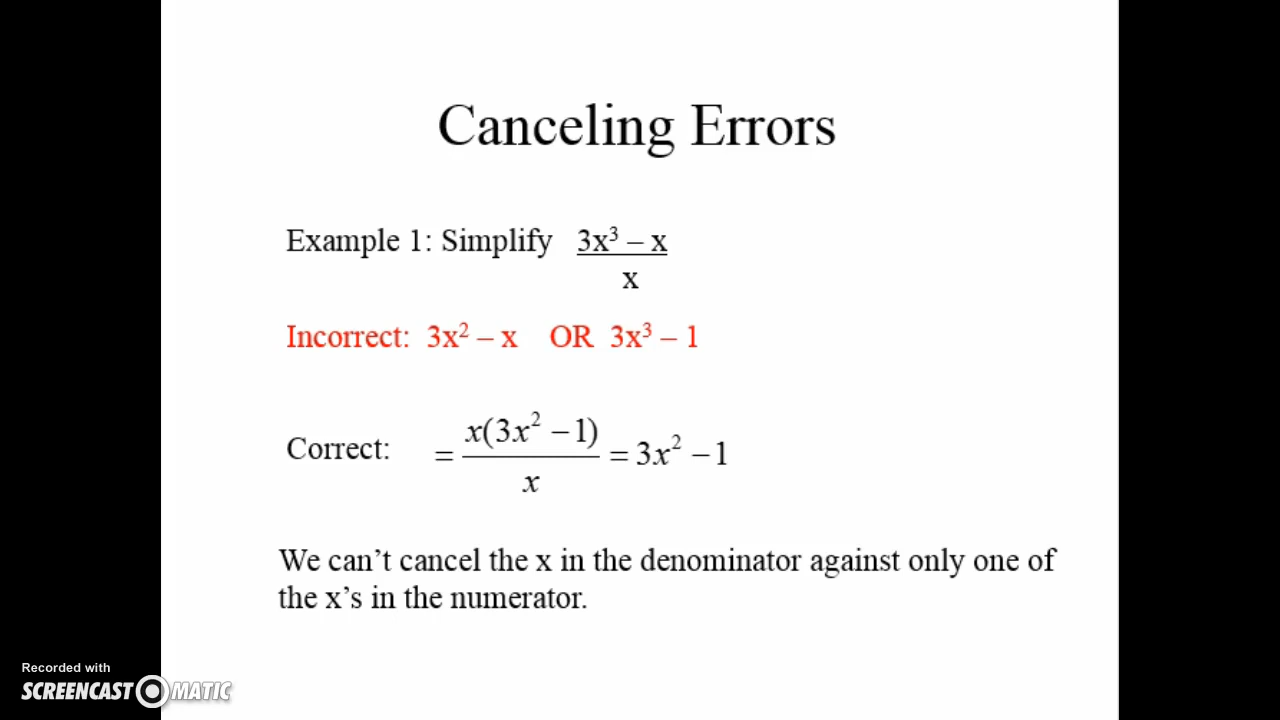 Canceling Errors
Example 1: Simplify (3x³ – x)/x
Incorrect: 3x² – x OR 3x³ – 1
Correct: = x(3x² − 1)/x = 3x² − 1
We can’t cancel the x in the denominator against only one of
the x’s in the numerator.
Recorded with
SCREENCAST MATIC